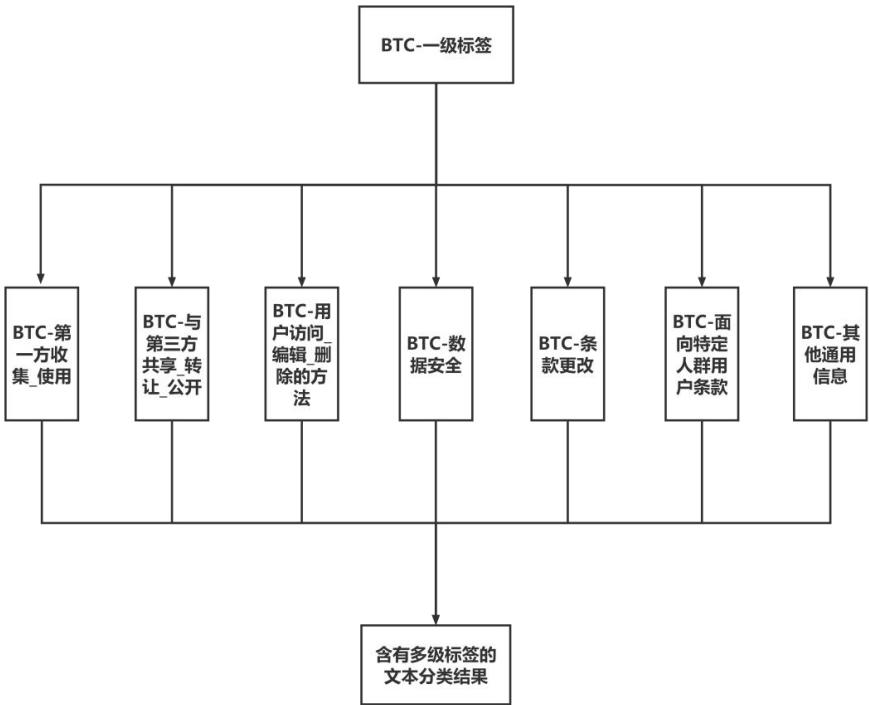 BTC-一级标签
BTC-第
一方收
集_使用
BTC-与
第三方
共享_转
让_公开
BTC-用
户访问_
编辑_删
除的方
法
BTC-数
据安全
BTC-条
款更改
BTC-面
向特定
人群用
户条款
BTC-其
他通用
信息
含有多级标签的
文本分类结果